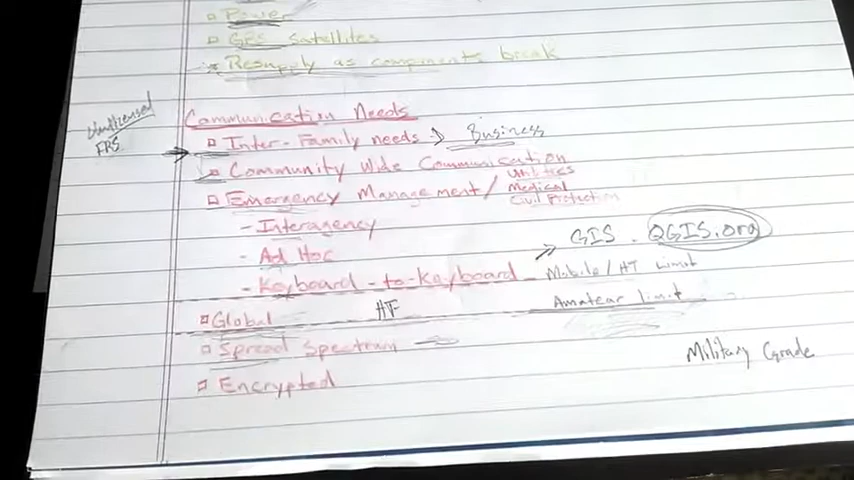 Power
GPS Satellites
Resupply as components break
Communication Needs
Unlicensed
FRS
Inter-Family needs → Business
Community Wide Communication
Emergency Management / Utilities
Medical
Civil Protection
- Interagency
- Ad Hoc
GIS. QGIS.org
- Keyboard-to-Keyboard
Mobile/HT Limit
Global
HF
Amatear limit
Spread Spectrum
Military Grade
Encrypted